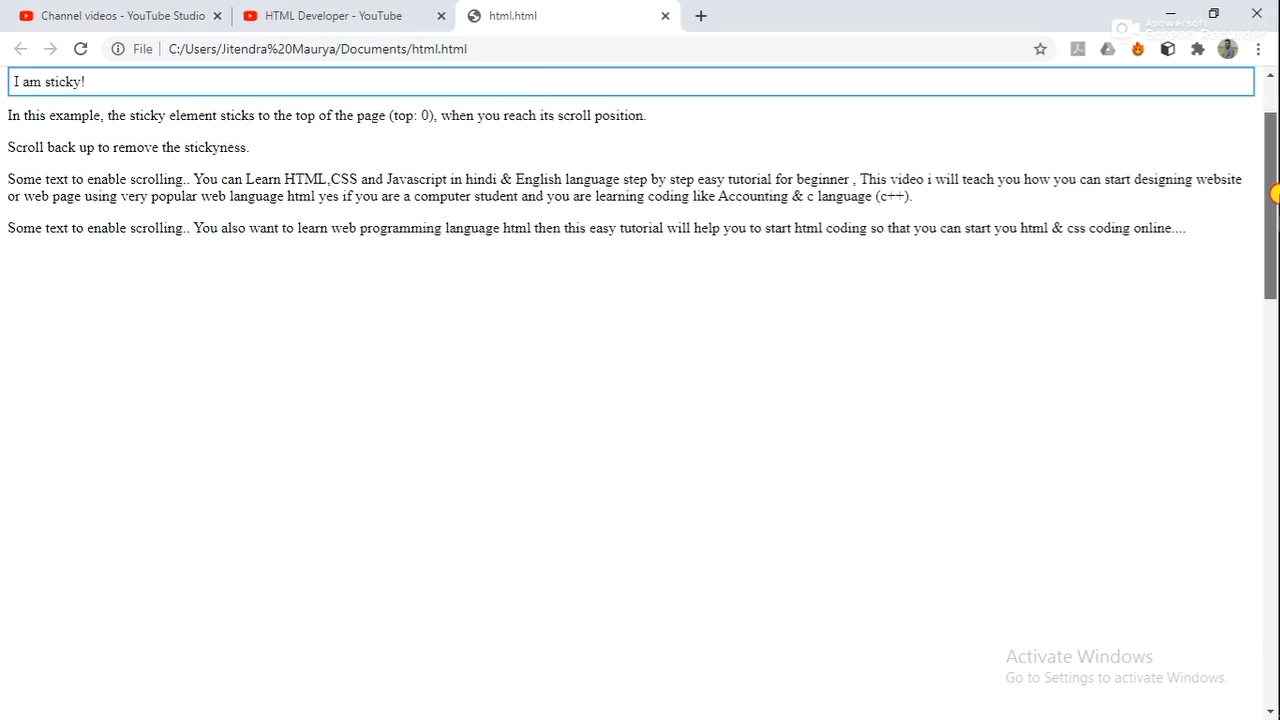 Channel videos - YouTube Studio
HTML Developer - YouTube
html.html
Apowersoft
Screen Recorder
File
C:/Users/Jitendra%20Maurya/Documents/html.html
I am sticky!
In this example, the sticky element sticks to the top of the page (top: 0), when you reach its scroll position.
Scroll back up to remove the stickyness.
Some text to enable scrolling.. You can Learn HTML,CSS and Javascript in hindi & English language step by step easy tutorial for beginner , This video i will teach you how you can start designing website
or web page using very popular web language html yes if you are a computer student and you are learning coding like Accounting & c language (c++).
Some text to enable scrolling.. You also want to learn web programming language html then this easy tutorial will help you to start html coding so that you can start you html & css coding online....
Activate Windows
Go to Settings to activate Windows.